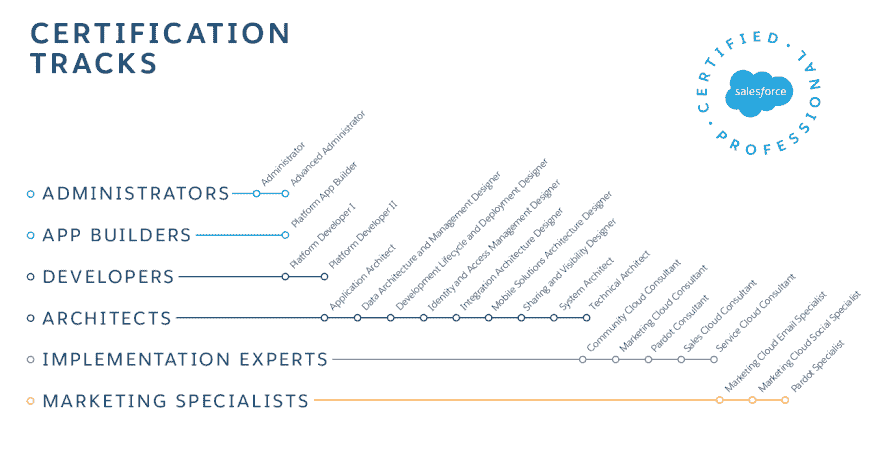 CERTIFICATION
TRACKS
CERTIFIED • PROFESSIONAL •
salesforce
ADMINISTRATORS
Administrator
Advanced Administrator
APP BUILDERS
Platform App Builder
DEVELOPERS
Platform Developer I
Platform Developer II
ARCHITECTS
Application Architect
Data Architecture and Management Designer
Development Lifecycle and Deployment Designer
Identity and Access Management Designer
Integration Architecture Designer
Mobile Solutions Architecture Designer
Sharing and Visibility Designer
System Architect
Technical Architect
IMPLEMENTATION EXPERTS
Community Cloud Consultant
Marketing Cloud Consultant
Pardot Consultant
Sales Cloud Consultant
Service Cloud Consultant
MARKETING SPECIALISTS
Marketing Cloud Email Specialist
Marketing Cloud Social Specialist
Pardot Specialist